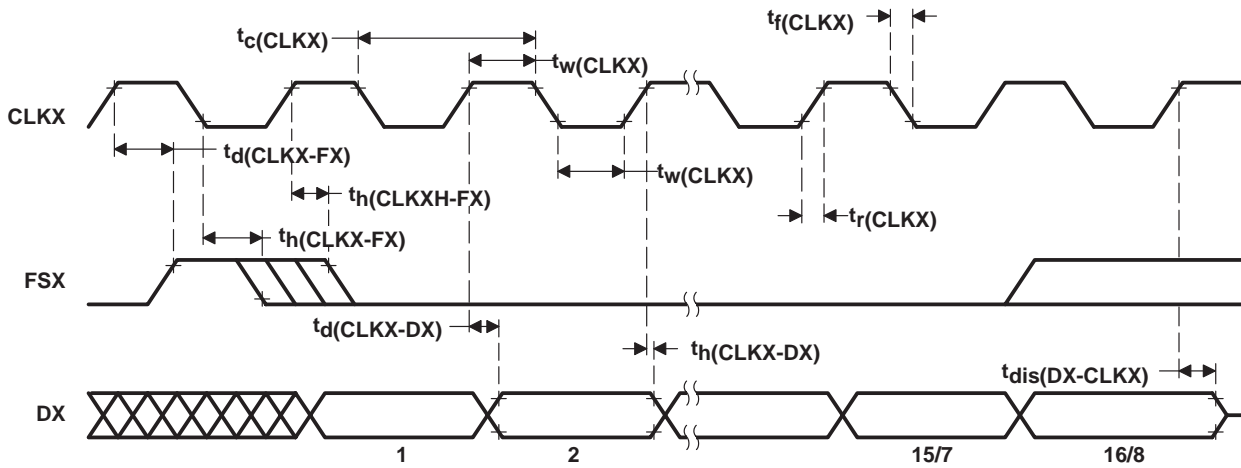 tc(CLKX)
tf(CLKX)
tw(CLKX)
CLKX
td(CLKX-FX)
tw(CLKX)
th(CLKXH-FX)
tr(CLKX)
th(CLKX-FX)
FSX
td(CLKX-DX)
th(CLKX-DX)
tdis(DX-CLKX)
DX
1 2 15/7 16/8